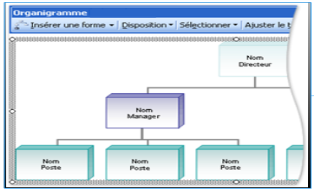 Organigramme
Insérer une forme Disposition Sélectionner Ajuster le t
Nom
Directeur
Nom
Manager
Nom
Poste
Nom
Poste
Nom
Poste